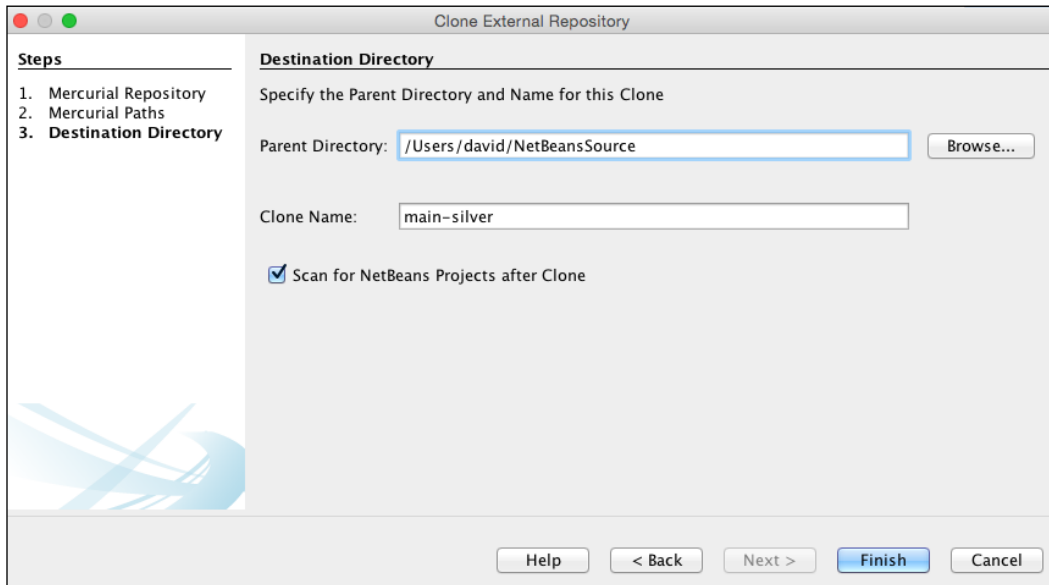 Clone External Repository
Steps
1. Mercurial Repository
2. Mercurial Paths
3. Destination Directory
Destination Directory
Specify the Parent Directory and Name for this Clone
Parent Directory: /Users/david/NetBeansSource Browse...
Clone Name: main-silver
Scan for NetBeans Projects after Clone
Help < Back Next > Finish Cancel